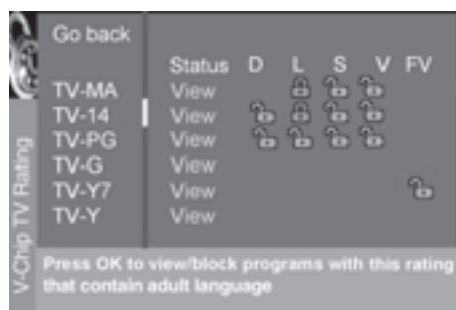 Go back
Status D L S V FV
TV-MA View
TV-14 View
TV-PG View
TV-G View
TV-Y7 View
TV-Y View
V-Chip TV Rating
Press OK to view/block programs with this rating
that contain adult language